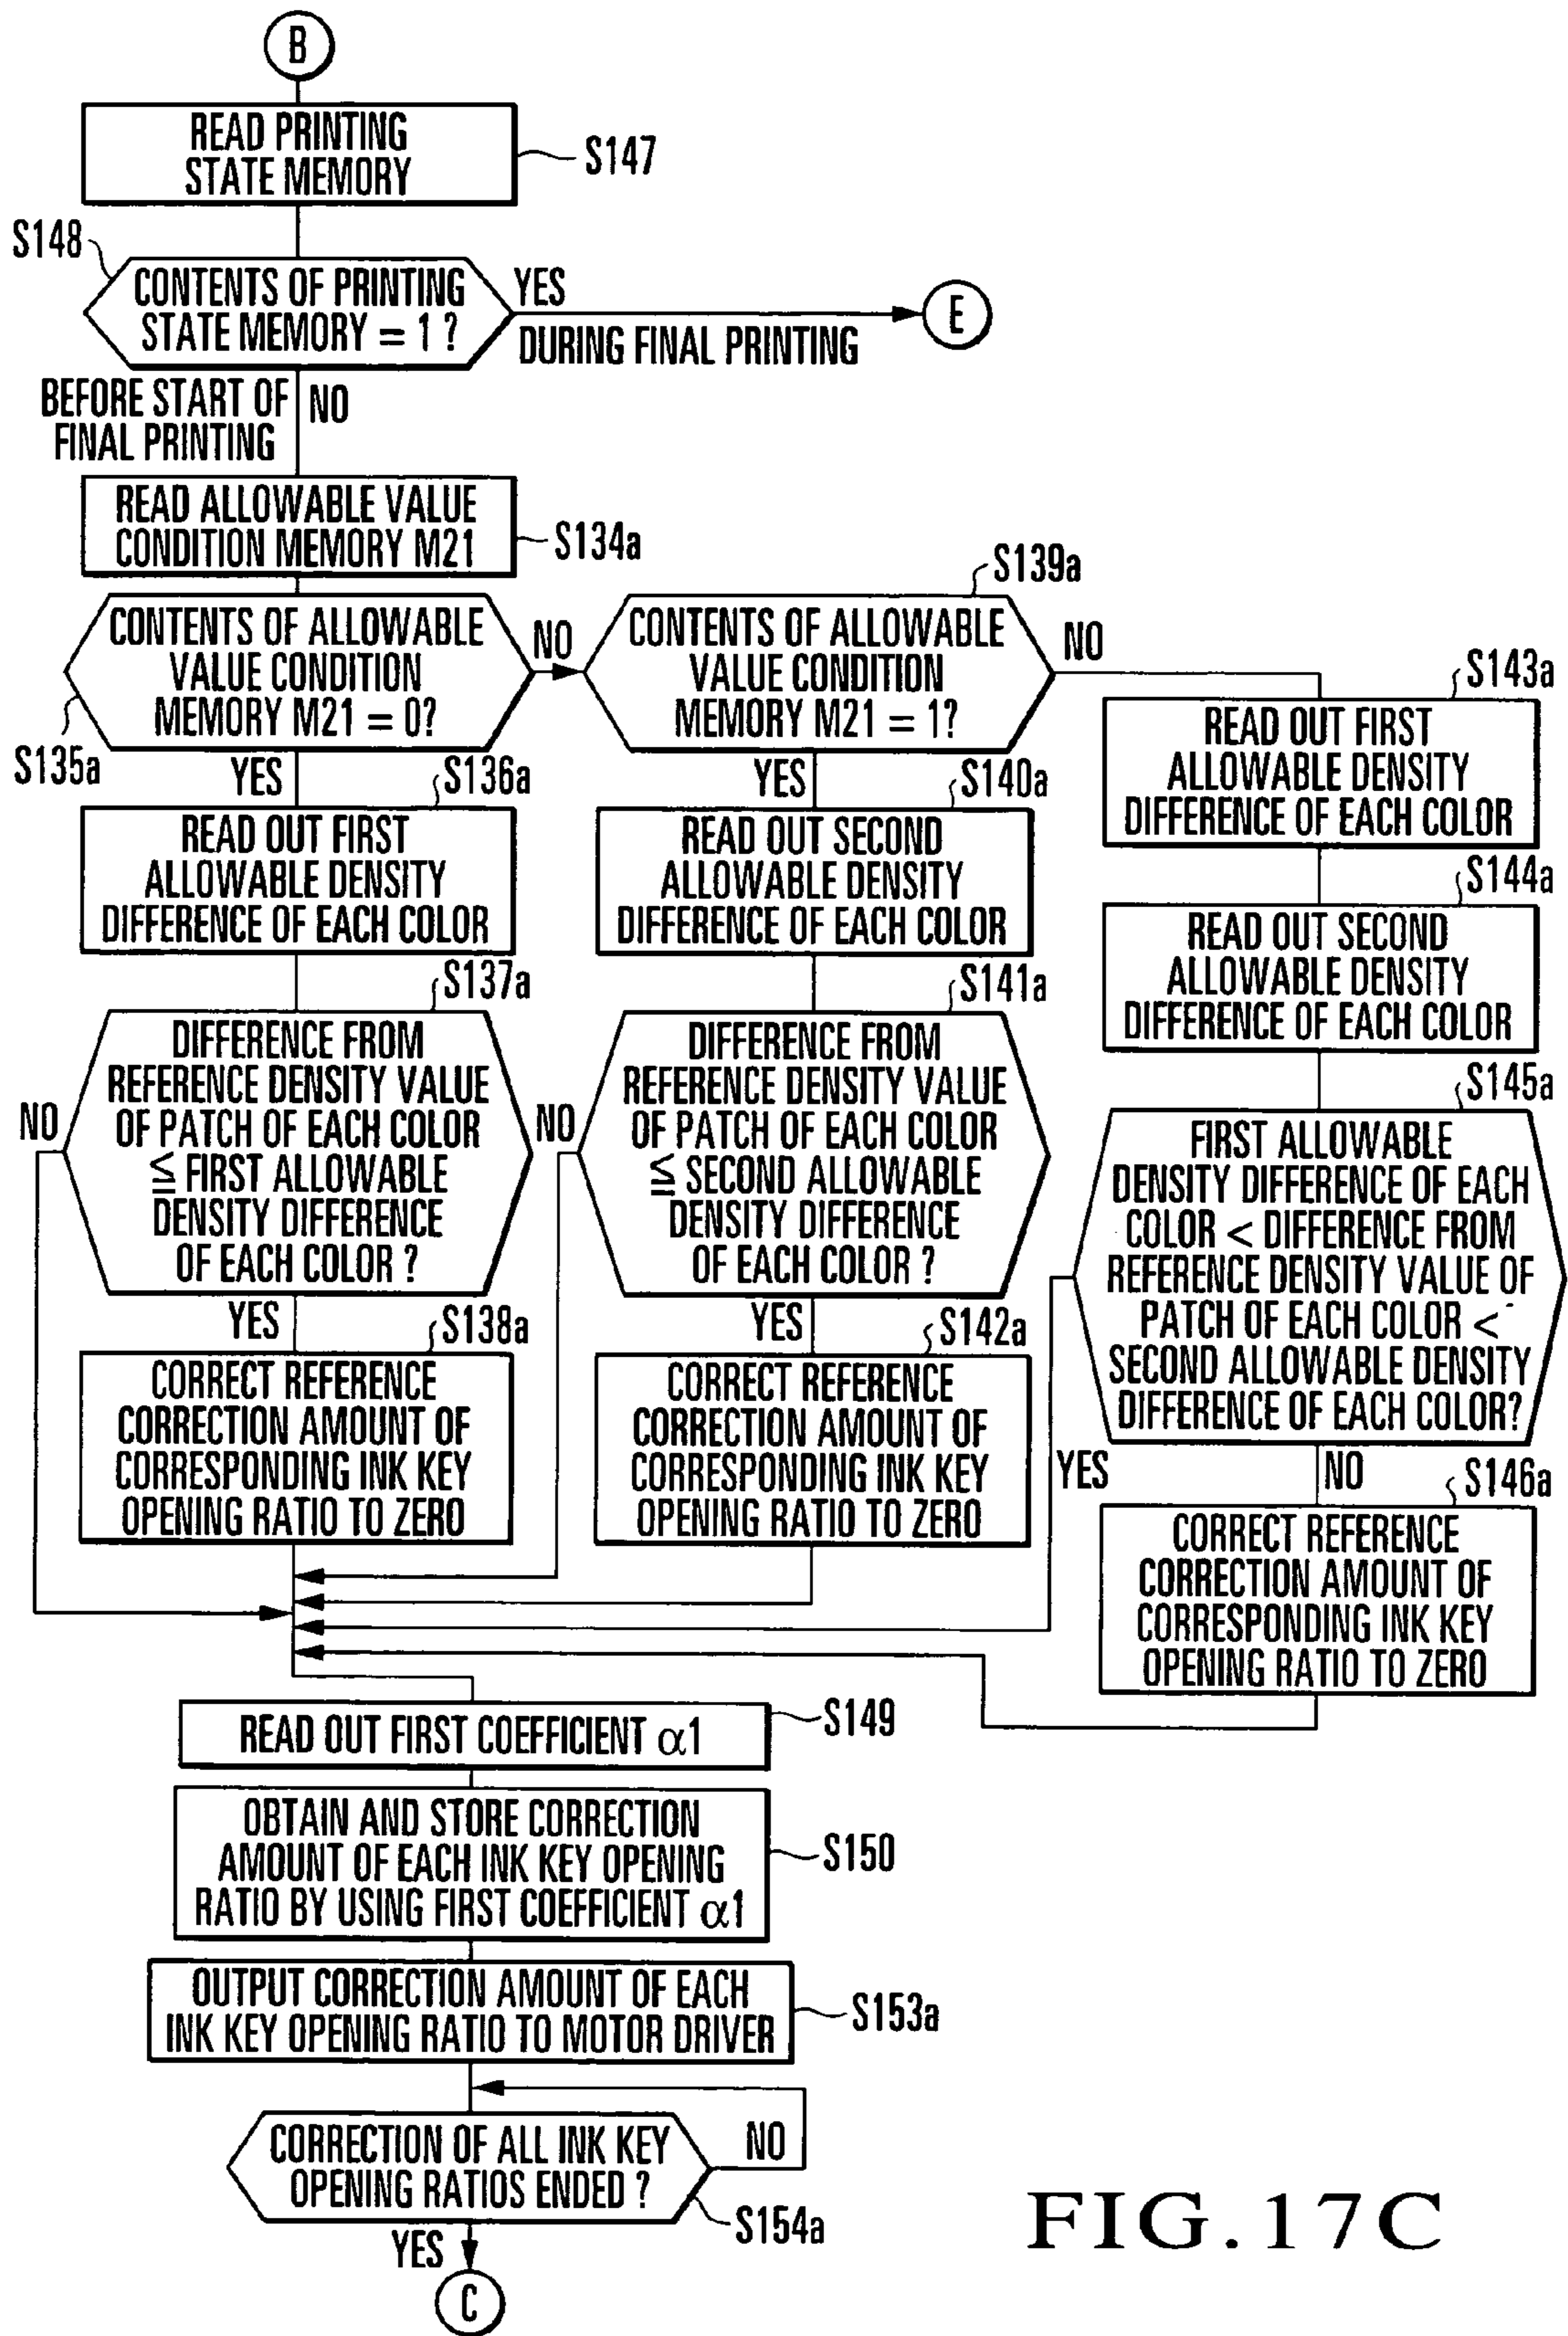 B
READ PRINTING
STATE MEMORY
S147
S148
CONTENTS OF PRINTING
STATE MEMORY = 1 ?
YES
DURING FINAL PRINTING
E
BEFORE START OF
FINAL PRINTING
NO
READ ALLOWABLE VALUE
CONDITION MEMORY M21
S134a
CONTENTS OF ALLOWABLE
VALUE CONDITION
MEMORY M21 = 0?
S135a
NO
YES
S139a
CONTENTS OF ALLOWABLE
VALUE CONDITION
MEMORY M21 = 1?
NO
YES
S136a
READ OUT FIRST
ALLOWABLE DENSITY
DIFFERENCE OF EACH COLOR
S140a
READ OUT SECOND
ALLOWABLE DENSITY
DIFFERENCE OF EACH COLOR
S143a
READ OUT FIRST
ALLOWABLE DENSITY
DIFFERENCE OF EACH COLOR
S144a
READ OUT SECOND
ALLOWABLE DENSITY
DIFFERENCE OF EACH COLOR
S137a
DIFFERENCE FROM
REFERENCE DENSITY VALUE
OF PATCH OF EACH COLOR
≦ FIRST ALLOWABLE
DENSITY DIFFERENCE
OF EACH COLOR ?
NO
YES
S141a
DIFFERENCE FROM
REFERENCE DENSITY VALUE
OF PATCH OF EACH COLOR
≦ SECOND ALLOWABLE
DENSITY DIFFERENCE
OF EACH COLOR ?
NO
YES
S145a
FIRST ALLOWABLE
DENSITY DIFFERENCE OF EACH
COLOR < DIFFERENCE FROM
REFERENCE DENSITY VALUE OF
PATCH OF EACH COLOR <
SECOND ALLOWABLE DENSITY
DIFFERENCE OF EACH COLOR?
YES
NO
S138a
CORRECT REFERENCE
CORRECTION AMOUNT OF
CORRESPONDING INK KEY
OPENING RATIO TO ZERO
S142a
CORRECT REFERENCE
CORRECTION AMOUNT OF
CORRESPONDING INK KEY
OPENING RATIO TO ZERO
S146a
CORRECT REFERENCE
CORRECTION AMOUNT OF
CORRESPONDING INK KEY
OPENING RATIO TO ZERO
READ OUT FIRST COEFFICIENT α1
S149
OBTAIN AND STORE CORRECTION
AMOUNT OF EACH INK KEY OPENING
RATIO BY USING FIRST COEFFICIENT α1
S150
OUTPUT CORRECTION AMOUNT OF EACH
INK KEY OPENING RATIO TO MOTOR DRIVER
S153a
CORRECTION OF ALL INK KEY
OPENING RATIOS ENDED ?
NO
S154a
YES
C
FIG.17C